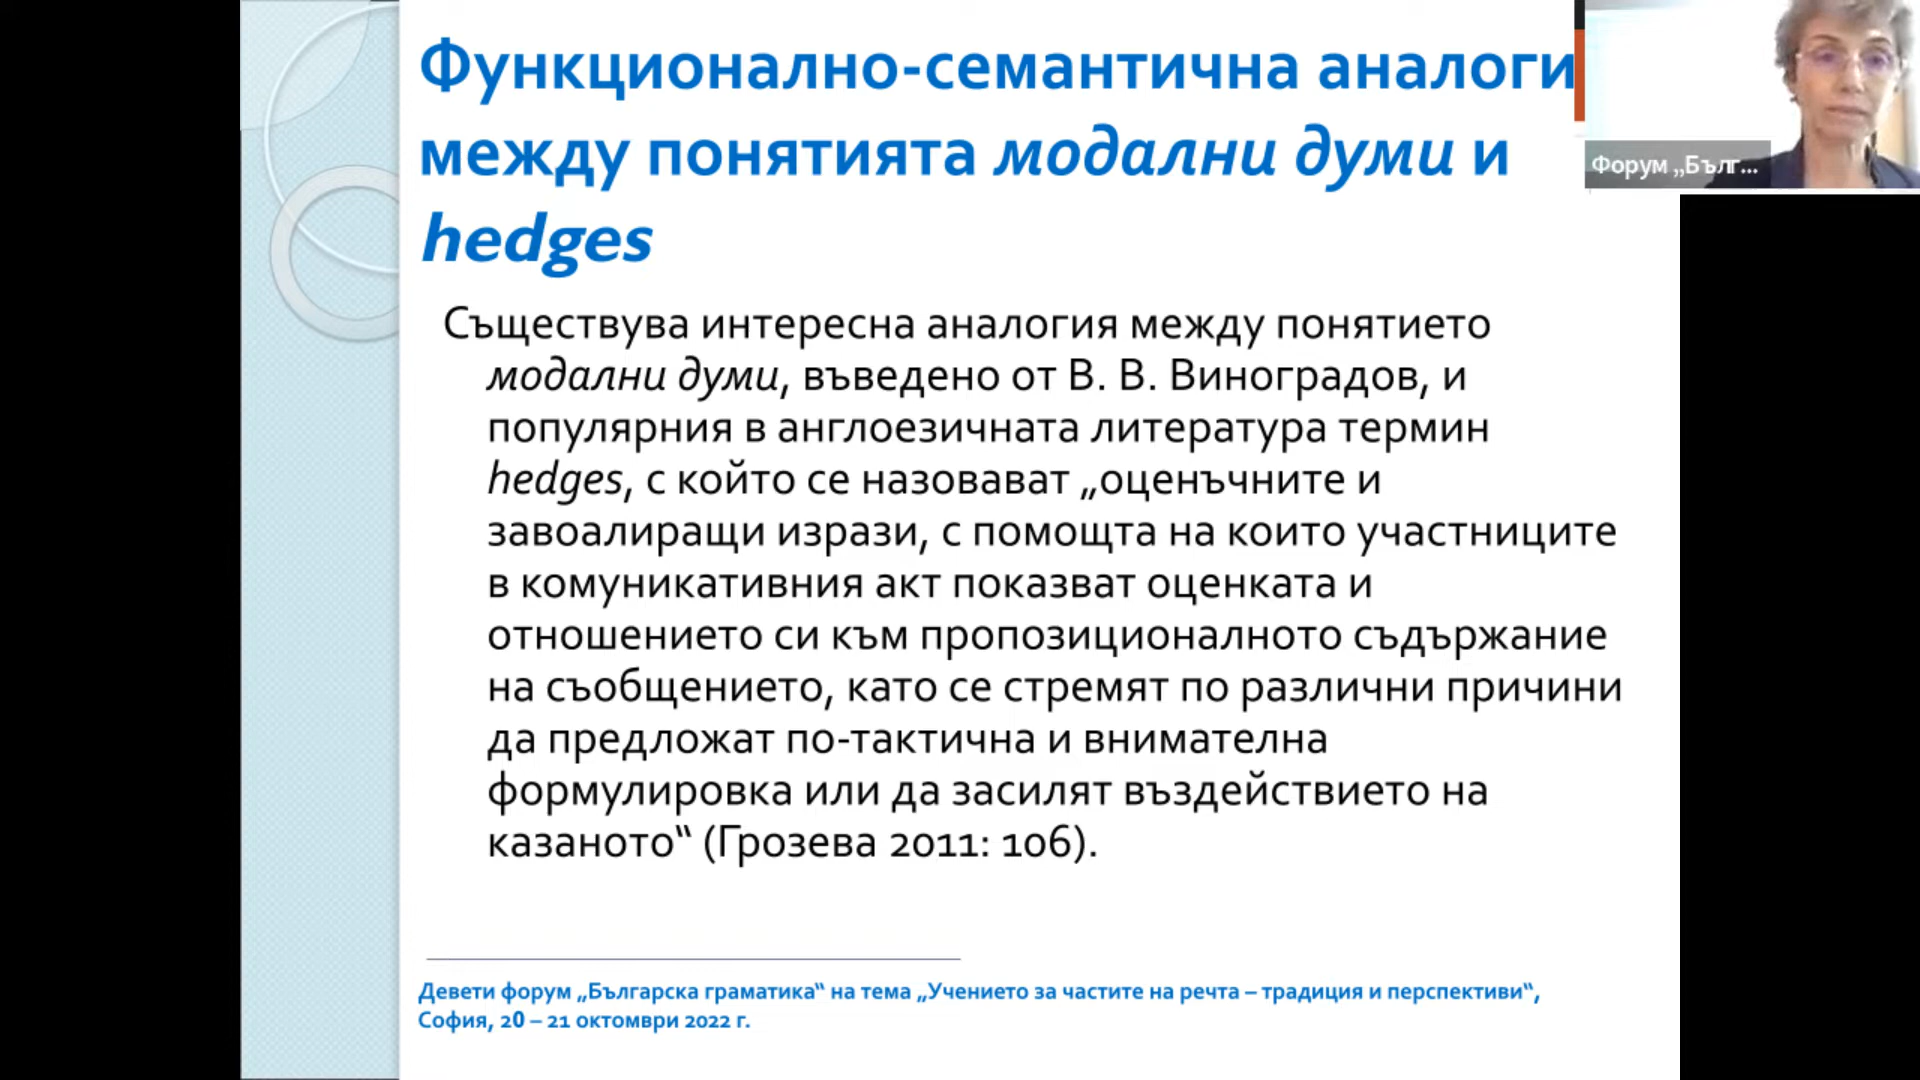 Функционално-семантична аналоги
между понятията модални думи и
hedges
Съществува интересна аналогия между понятието
модални думи, въведено от В. В. Виноградов, и
популярния в англоезичната литература термин
hedges, с който се назовават „оценъчните и
завоалиращи изрази, с помощта на които участниците
в комуникативния акт показват оценката и
отношението си към пропозиционалното съдържание
на съобщението, като се стремят по различни причини
да предложат по-тактична и внимателна
формулировка или да засилят въздействието на
казаното“ (Грозева 2011: 106).
Девети форум „Българска граматика“ на тема „Учението за частите на речта – традиция и перспективи“,
София, 20 – 21 октомври 2022 г.
Форум „Бълг...